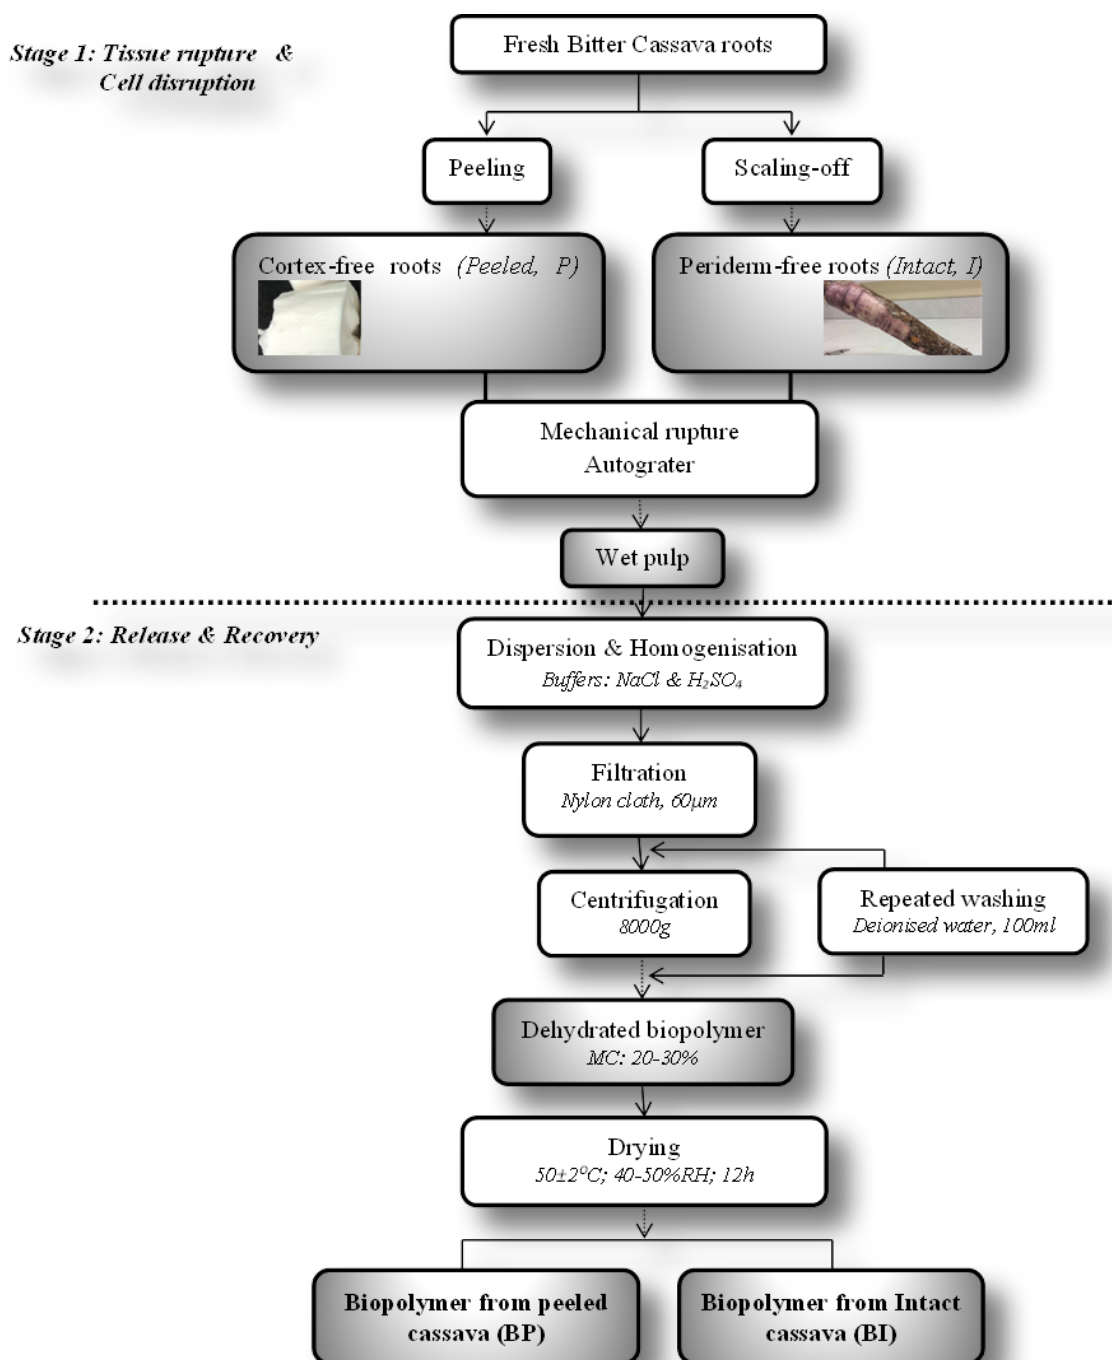 Stage 1: Tissue rupture &
Cell disruption
Fresh Bitter Cassava roots
Peeling
Scaling-off
Cortex-free roots (Peeled, P)
Periderm-free roots (Intact, I)
Mechanical rupture
Autograter
Wet pulp
Stage 2: Release & Recovery
Dispersion & Homogenisation
Buffers: NaCl & H₂SO₄
Filtration
Nylon cloth, 60µm
Centrifugation
8000g
Repeated washing
Deionised water, 100ml
Dehydrated biopolymer
MC: 20-30%
Drying
50±2°C; 40-50%RH; 12h
Biopolymer from peeled
cassava (BP)
Biopolymer from Intact
cassava (BI)